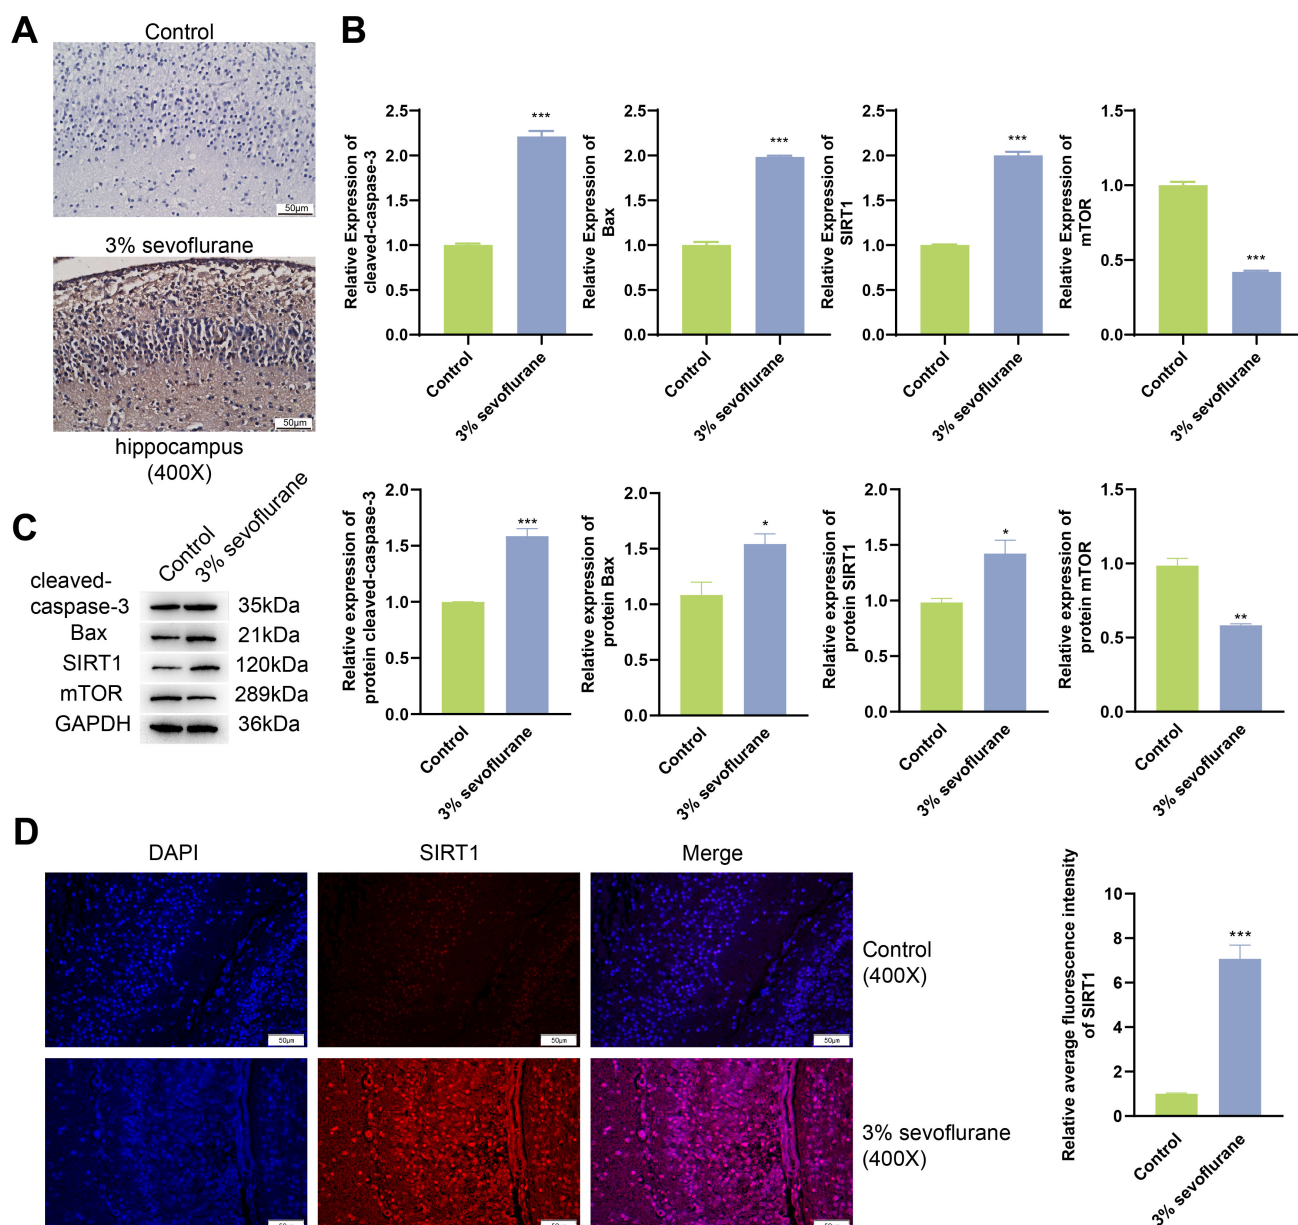 A
Control
50μm
3% sevoflurane
50μm
hippocampus
(400X)
B
Relative Expression of
cleaved-caspase-3
2.5
2.0
1.5
1.0
0.5
0.0
***
Control
3% sevoflurane
Relative Expression of
Bax
2.5
2.0
1.5
1.0
0.5
0.0
***
Control
3% sevoflurane
Relative Expression of
SIRT1
2.5
2.0
1.5
1.0
0.5
0.0
***
Control
3% sevoflurane
Relative Expression of
mTOR
1.5
1.0
0.5
0.0
***
Control
3% sevoflurane
C
Control
3% sevoflurane
cleaved-
caspase-3 35kDa
Bax 21kDa
SIRT1 120kDa
mTOR 289kDa
GAPDH 36kDa
Relative expression of
protein cleaved-caspase-3
2.0
1.5
1.0
0.5
0.0
***
Control
3% sevoflurane
Relative expression of
protein Bax
2.0
1.5
1.0
0.5
0.0
*
Control
3% sevoflurane
Relative expression of
protein SIRT1
2.0
1.5
1.0
0.5
0.0
*
Control
3% sevoflurane
Relative expression of
protein mTOR
1.5
1.0
0.5
0.0
**
Control
3% sevoflurane
D
DAPI SIRT1 Merge
50μm
50μm
50μm
Control
(400X)
3% sevoflurane
(400X)
50μm
50μm
50μm
Relative average fluorescence intensity
of SIRT1
10
8
6
4
2
0
***
Control
3% sevoflurane